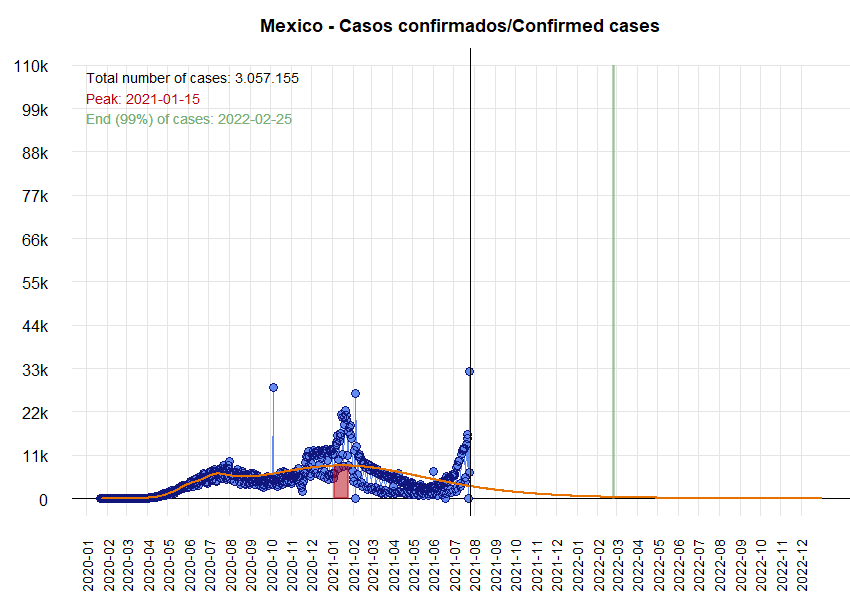 Mexico - Casos confirmados/Confirmed cases
110k
99k
88k
77k
66k
55k
44k
33k
22k
11k
0
Total number of cases: 3.057.155
Peak: 2021-01-15
End (99%) of cases: 2022-02-25
2020-01
2020-02
2020-03
2020-04
2020-05
2020-06
2020-07
2020-08
2020-09
2020-10
2020-11
2020-12
2021-01
2021-02
2021-03
2021-04
2021-05
2021-06
2021-07
2021-08
2021-09
2021-10
2021-11
2021-12
2022-01
2022-02
2022-03
2022-04
2022-05
2022-06
2022-07
2022-08
2022-09
2022-10
2022-11
2022-12